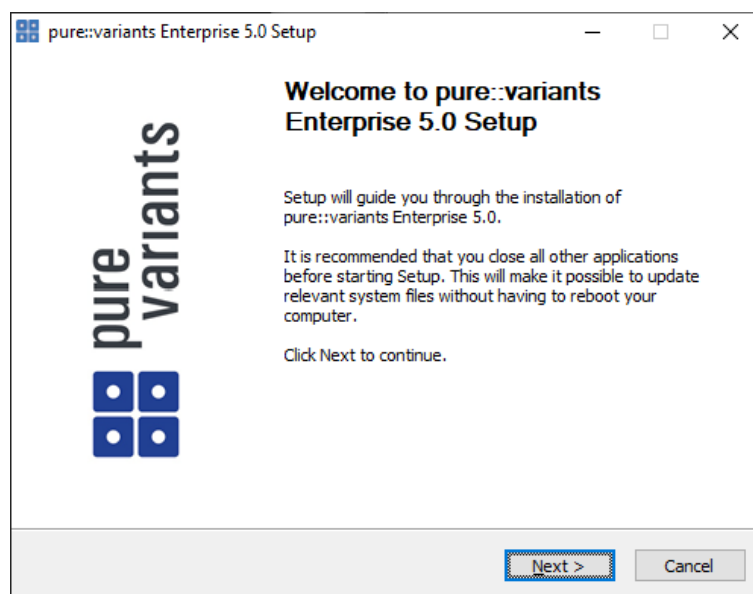 pure::variants Enterprise 5.0 Setup
Welcome to pure::variants
Enterprise 5.0 Setup
pure
variants
Setup will guide you through the installation of
pure::variants Enterprise 5.0.
It is recommended that you close all other applications
before starting Setup. This will make it possible to update
relevant system files without having to reboot your
computer.
Click Next to continue.
Next >
Cancel